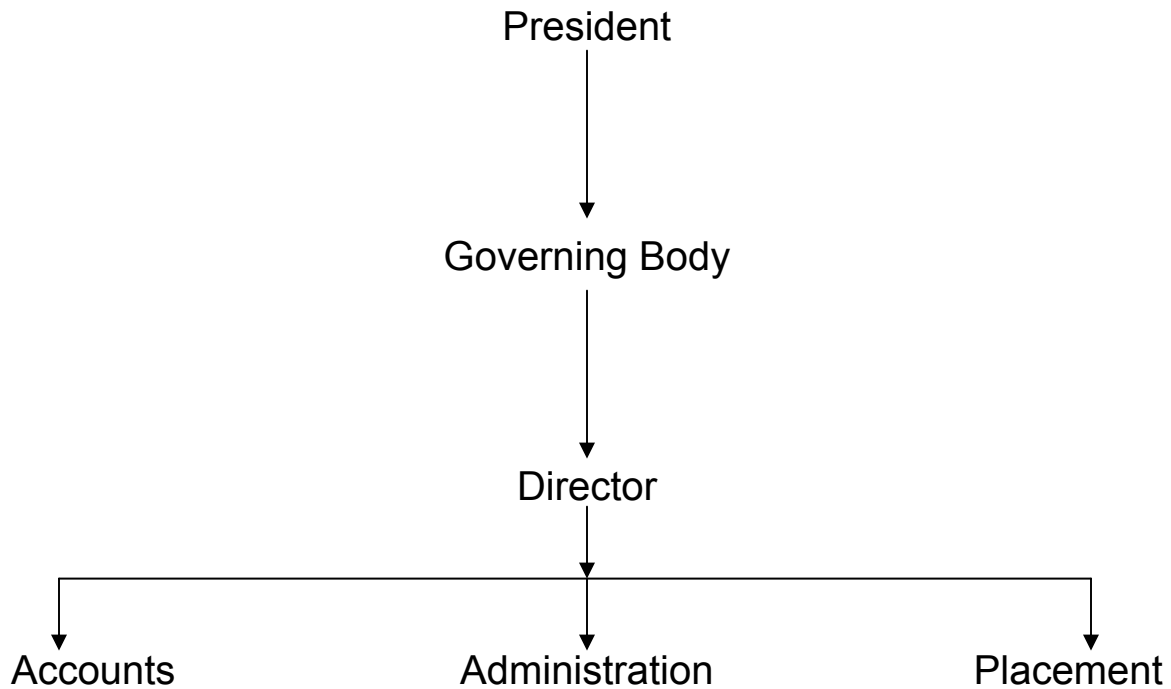 President
Governing Body
Director
Accounts Administration Placement